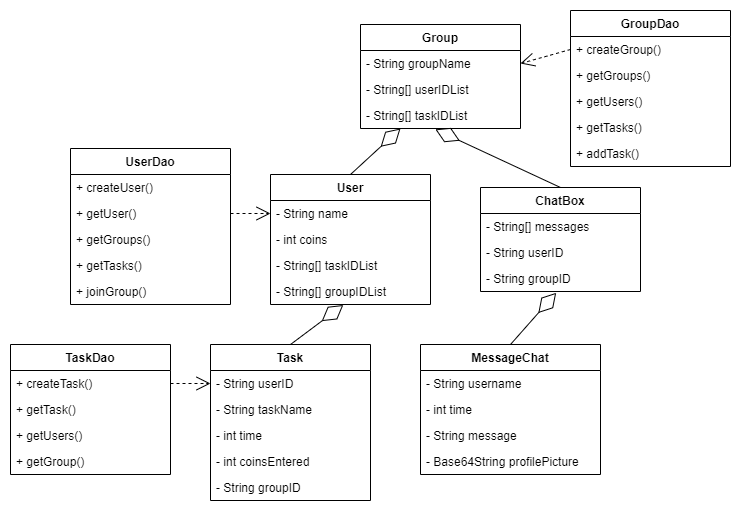 Group
- String groupName
- String[] userIDList
- String[] taskIDList
GroupDao
+ createGroup()
+ getGroups()
+ getUsers()
+ getTasks()
+ addTask()
UserDao
+ createUser()
+ getUser()
+ getGroups()
+ getTasks()
+ joinGroup()
User
- String name
- int coins
- String[] taskIDList
- String[] groupIDList
ChatBox
- String[] messages
- String userID
- String groupID
TaskDao
+ createTask()
+ getTask()
+ getUsers()
+ getGroup()
Task
- String userID
- String taskName
- int time
- int coinsEntered
- String groupID
MessageChat
- String username
- int time
- String message
- Base64String profilePicture